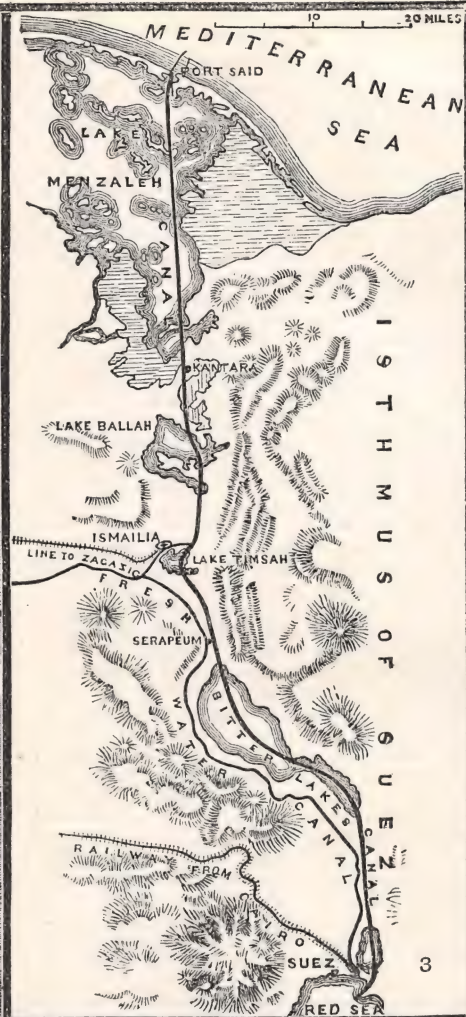 10 20 MILES
MEDITERRANEAN
SEA
PORT SAID
LAKE
MENZALEH
CANAL
KANTARA
LAKE BALLAH
ISTHMUS OF SUEZ
ISMAILIA
LINE TO ZAGAZIG
LAKE TIMSAH
FRESH WATER CANAL
SERAPEUM
BITTER LAKES
CANAL
RAILWAY FROM CAIRO
SUEZ
3
RED SEA